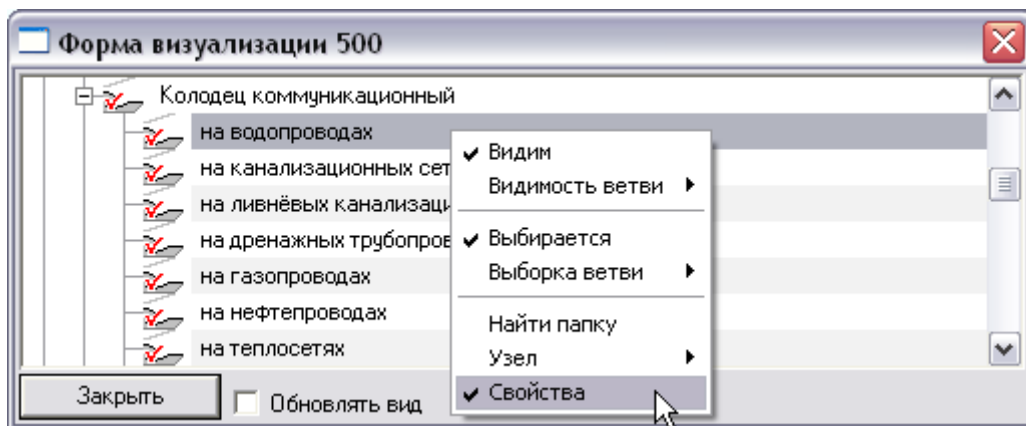 Форма визуализации 500
Колодец коммуникационный
на водопроводах
на канализационных сет
на ливнёвых канализаци
на дренажных трубопров
на газопроводах
на нефтепроводах
на теплосетях
Видим
Видимость ветви
Выбирается
Выборка ветви
Найти папку
Узел
Свойства
Закрыть
Обновлять вид